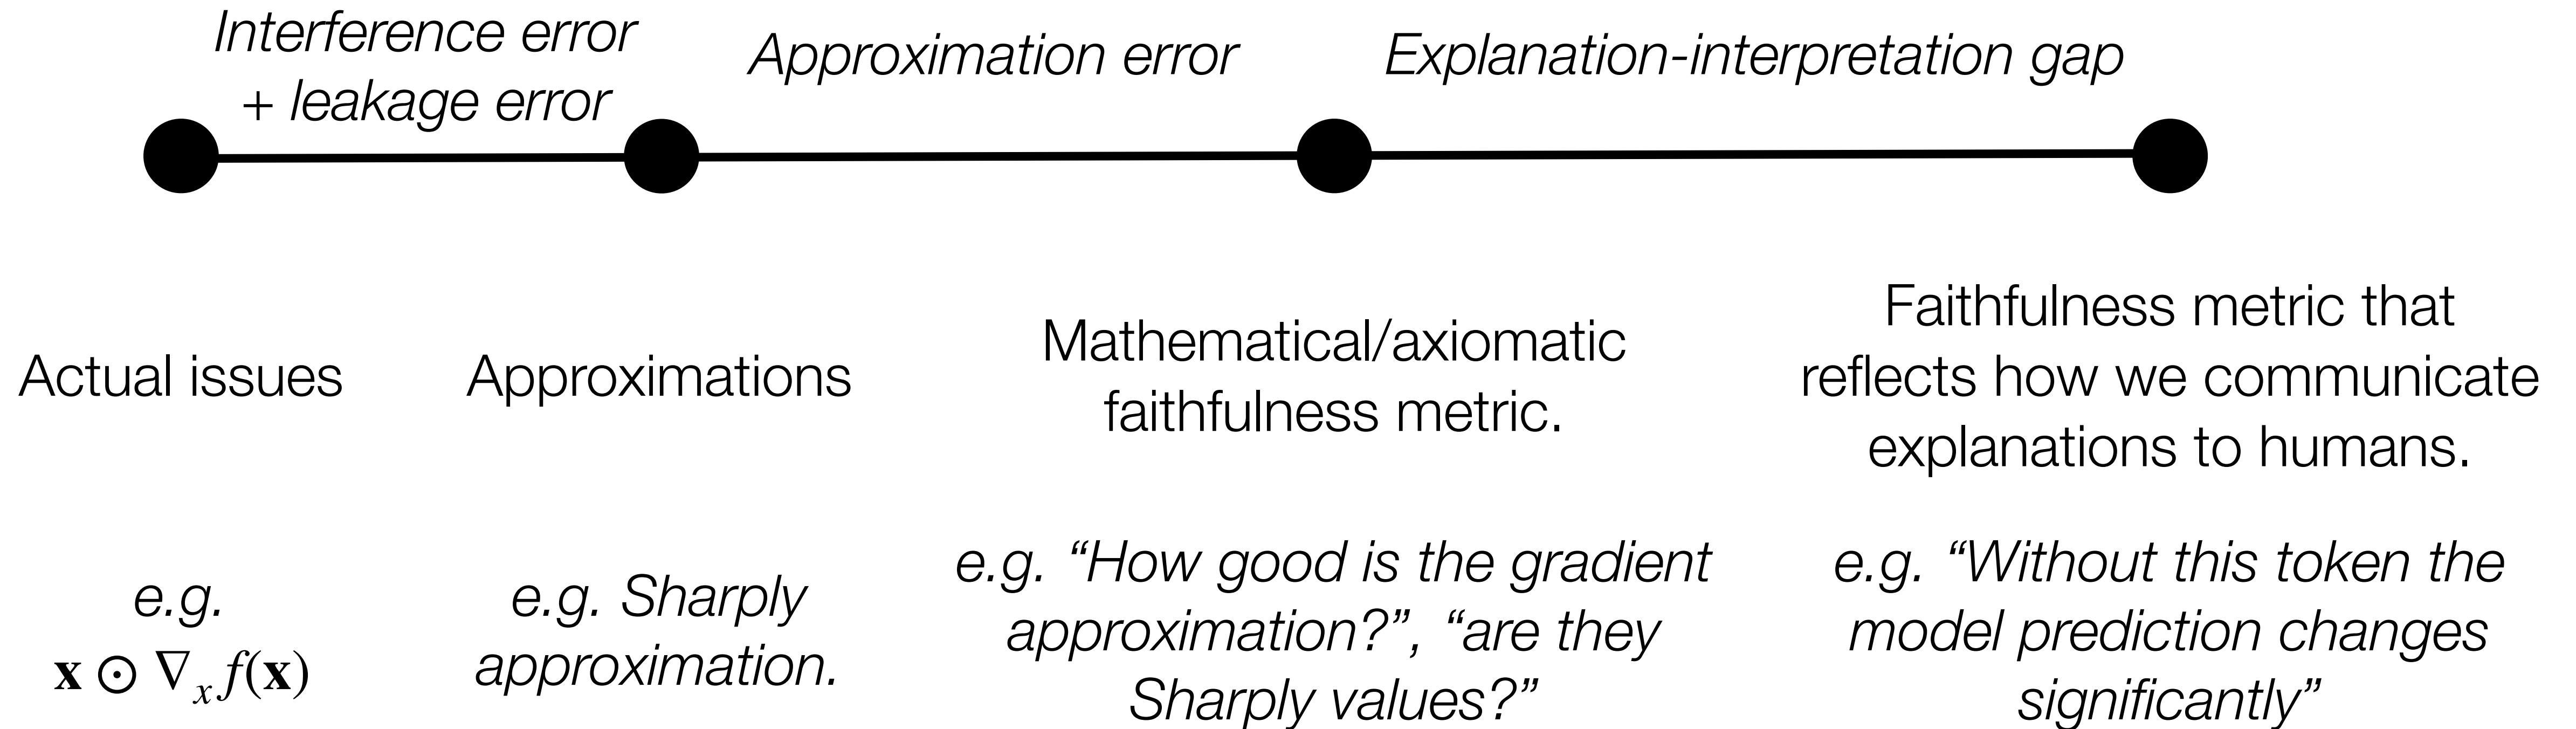 Interference error
+ leakage error
Approximation error
Explanation-interpretation gap
Actual issues
Approximations
Mathematical/axiomatic
faithfulness metric.
Faithfulness metric that
reflects how we communicate
explanations to humans.
e.g.
𝐱 ⊙ ∇ₓ f(𝐱)
e.g. Sharply
approximation.
e.g. “How good is the gradient
approximation?”, “are they
Sharply values?”
e.g. “Without this token the
model prediction changes
significantly”